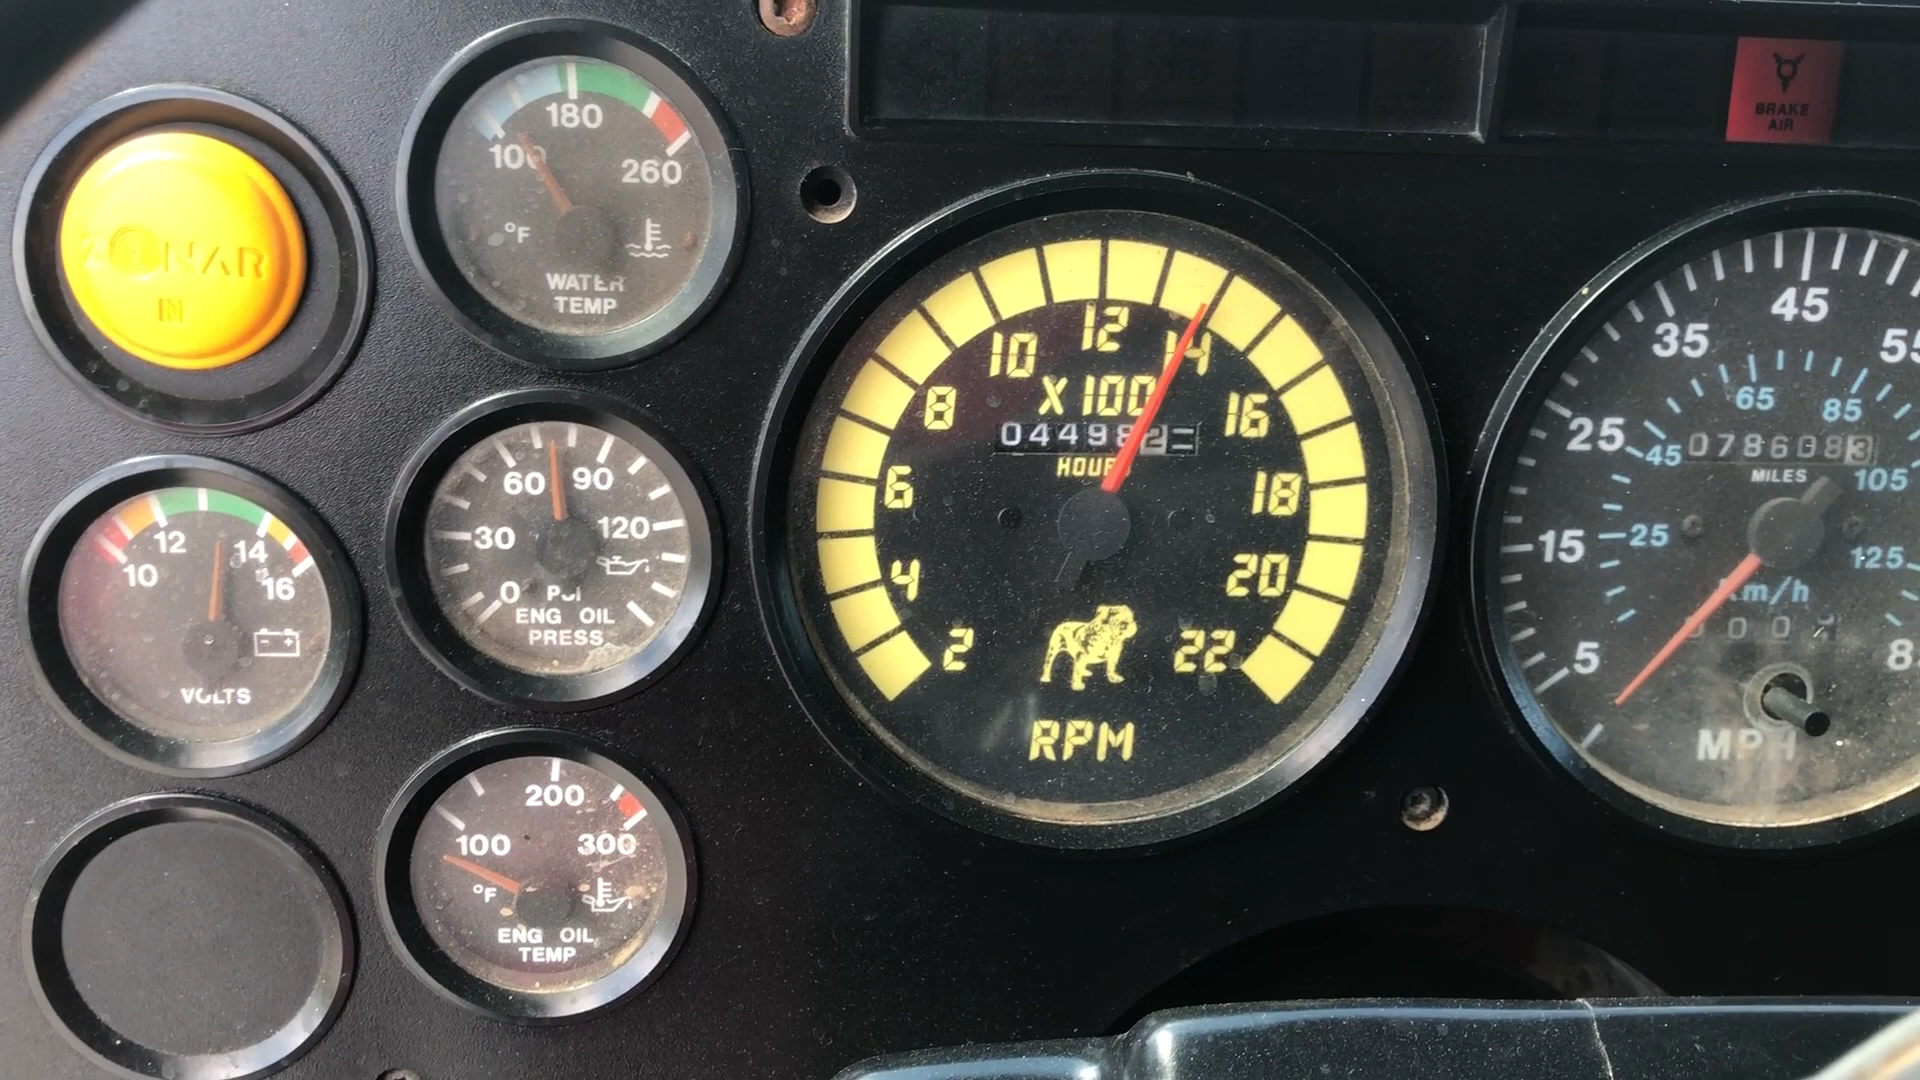 ZONAR
N
180
100
260
°F
WATER
TEMP
BRAKE
AIR
60
90
30
120
0
PSI
ENG OIL
PRESS
12
14
10
16
VOLTS
200
100
300
°F
ENG OIL
TEMP
12
10
14
X 100
8
16
044982
HOURS
6
18
4
20
2
22
RPM
45
35
55
65
85
25
45
0786083
MILES
105
15
25
125
km/h
5
8
MPH